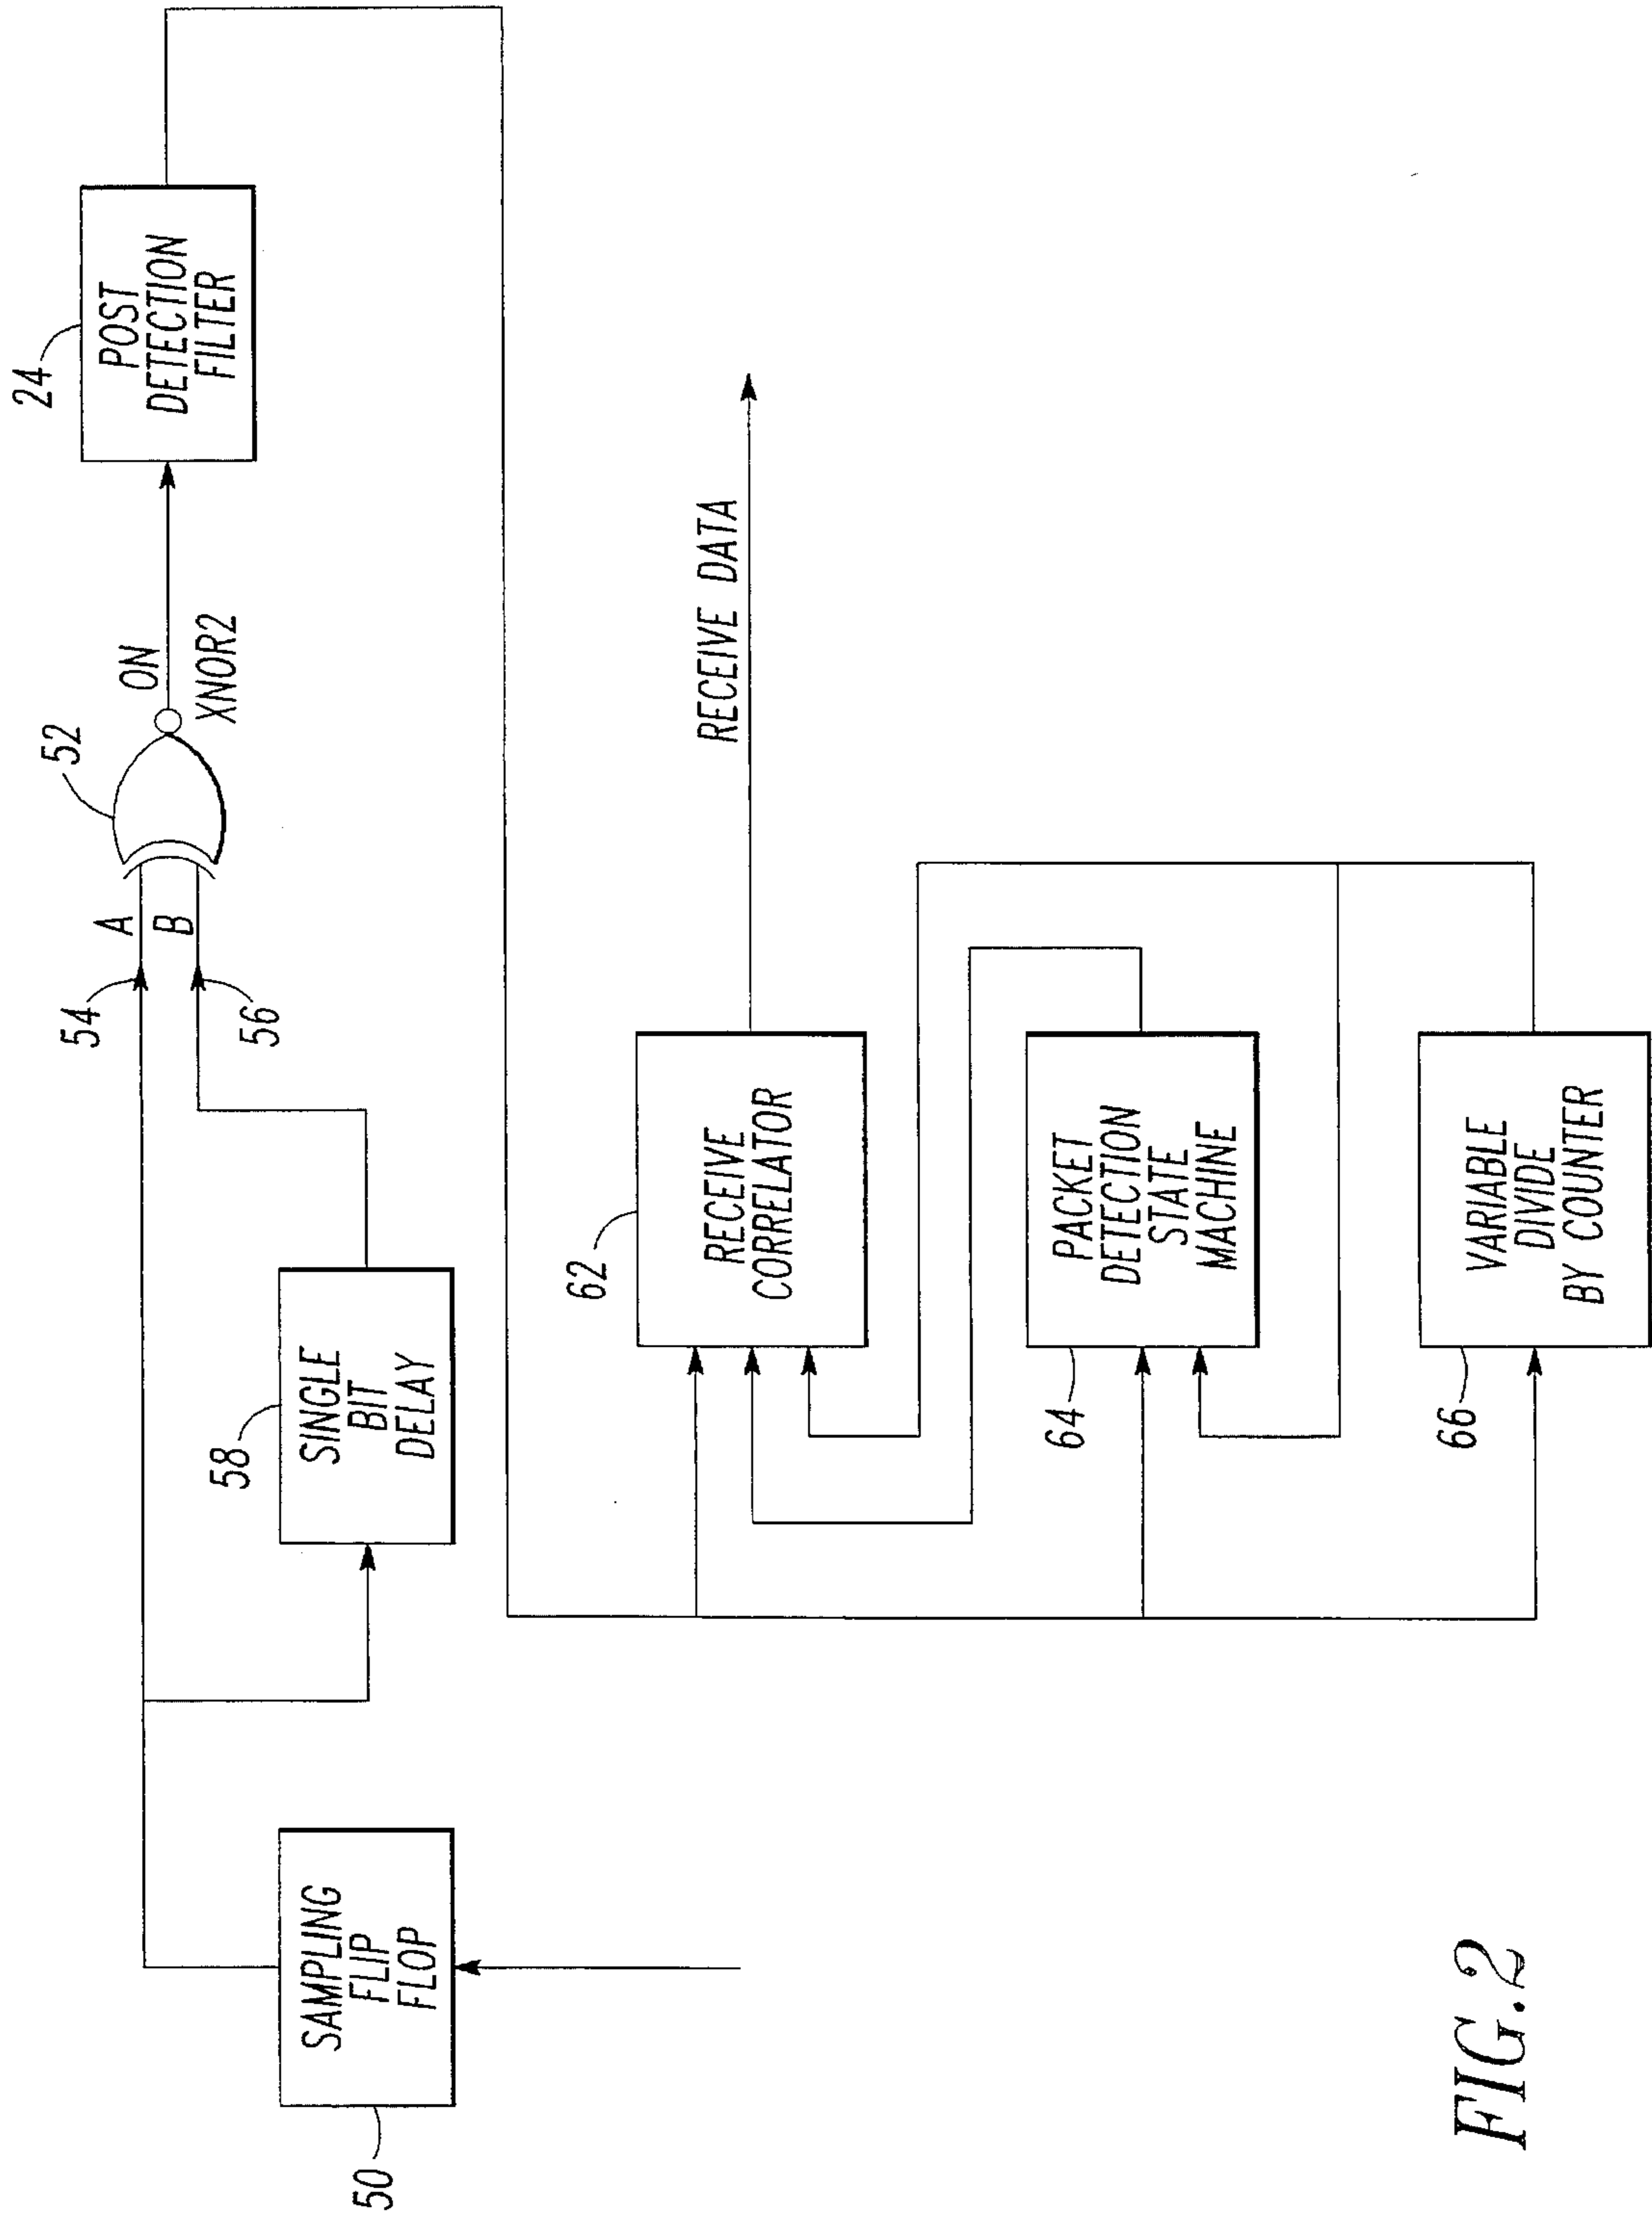 24
POST
DETECTION
FILTER
52
ON
XNOR2
54
A
B
56
58
SINGLE
BIT
DELAY
50
SAMPLING
FLIP
FLOP
RECEIVE DATA
62
RECEIVE
CORRELATOR
64
PACKET
DETECTION
STATE
MACHINE
66
VARIABLE
DIVIDE
BY COUNTER
FIG.2